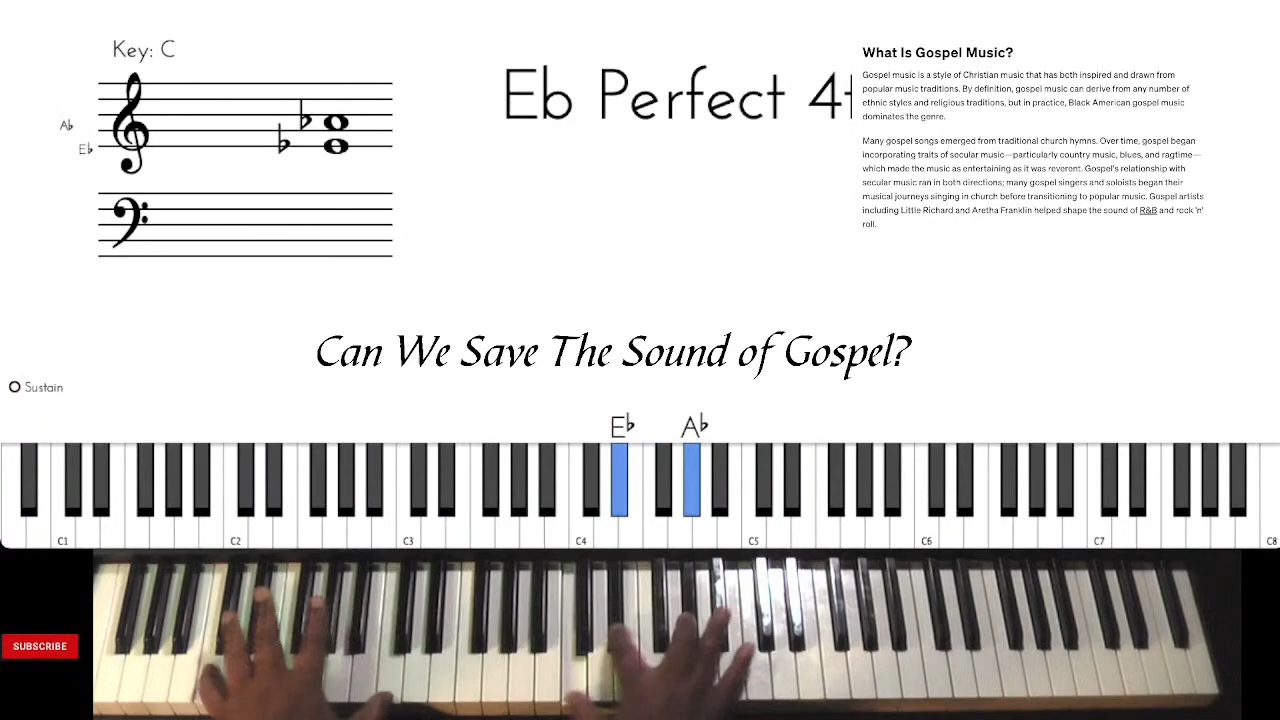 Key: C
A♭
E♭
Eb Perfect 4
What Is Gospel Music?
Gospel music is a style of Christian music that has both inspired and drawn from
popular music traditions. By definition, gospel music can derive from any number of
ethnic styles and religious traditions, but in practice, Black American gospel music
dominates the genre.
Many gospel songs emerged from traditional church hymns. Over time, gospel began
incorporating traits of secular music—particularly country music, blues, and ragtime—
which made the music as entertaining as it was reverent. Gospel's relationship with
secular music ran in both directions; many gospel singers and soloists began their
musical journeys singing in church before transitioning to popular music. Gospel artists
including Little Richard and Aretha Franklin helped shape the sound of R&B and rock 'n'
roll.
Can We Save The Sound of Gospel?
Sustain
E♭ A♭
C1 C2 C3 C4 C5 C6 C7 C8
SUBSCRIBE